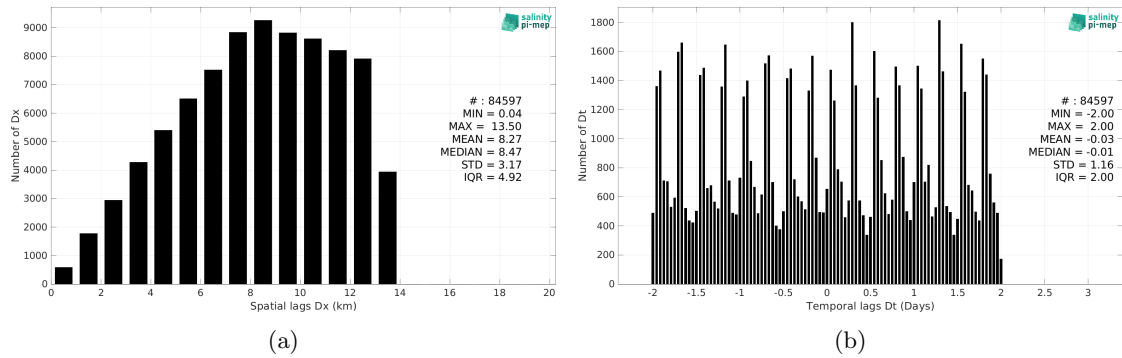 salinity
pi-mep
9000
8000
7000
6000
5000
4000
3000
2000
1000
0
Number of Dx
# : 84597
MIN = 0.04
MAX = 13.50
MEAN = 8.27
MEDIAN = 8.47
STD = 3.17
IQR = 4.92
0 2 4 6 8 10 12 14 16 18 20
Spatial lags Dx (km)
(a)
salinity
pi-mep
1800
1600
1400
1200
1000
800
600
400
200
0
Number of Dt
# : 84597
MIN = -2.00
MAX = 2.00
MEAN = -0.03
MEDIAN = -0.01
STD = 1.16
IQR = 2.00
-2 -1.5 -1 -0.5 0 0.5 1 1.5 2 2.5 3
Temporal lags Dt (Days)
(b)